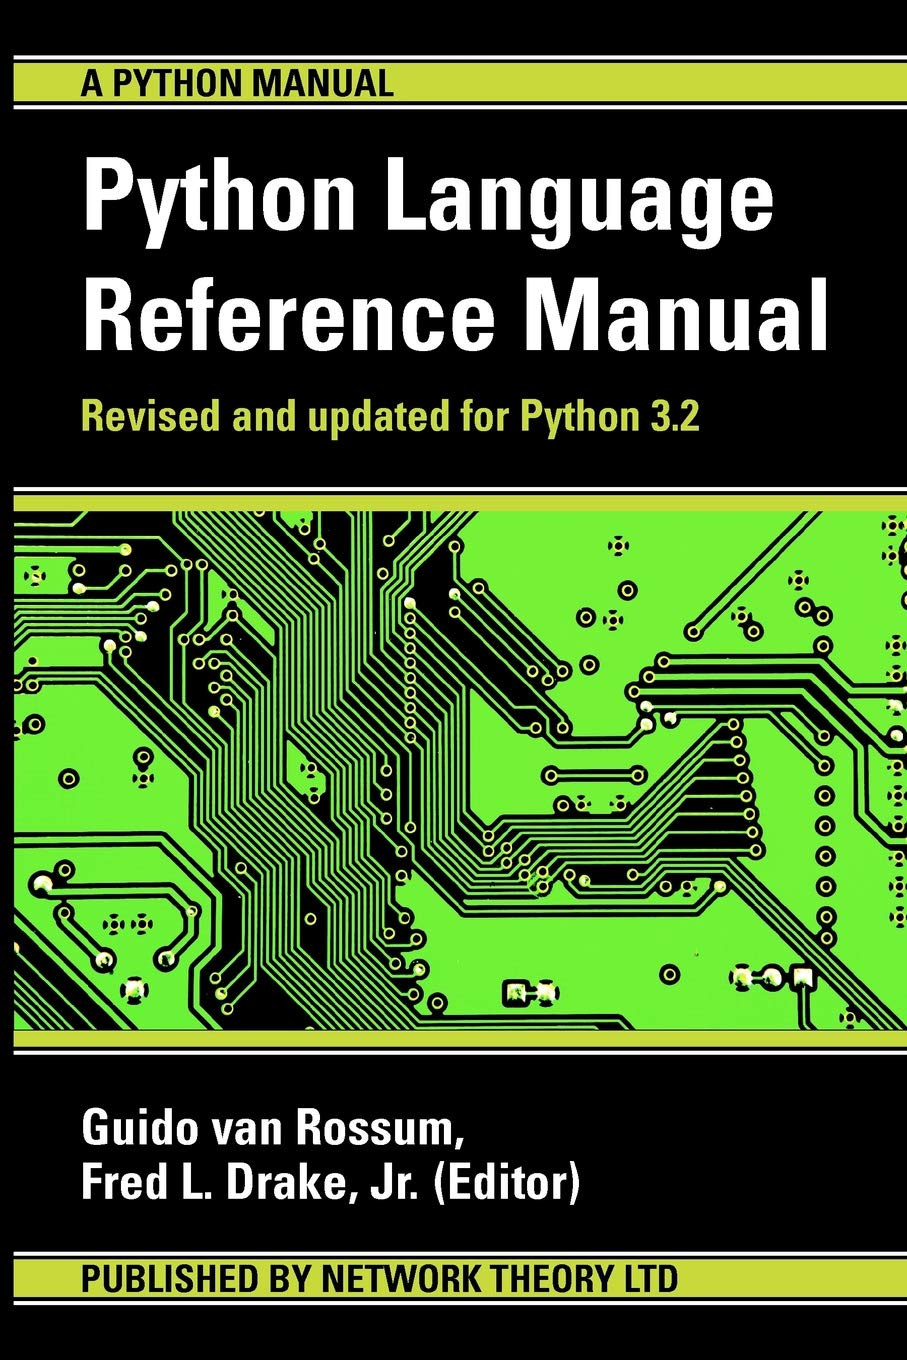 A PYTHON MANUAL
Python Language
Reference Manual
Revised and updated for Python 3.2
Guido van Rossum,
Fred L. Drake, Jr. (Editor)
PUBLISHED BY NETWORK THEORY LTD